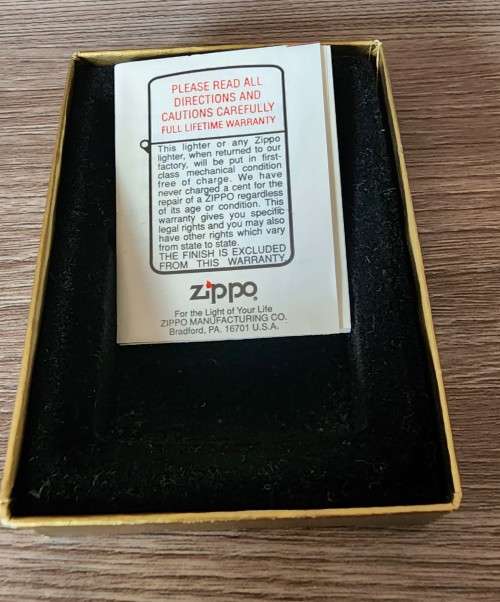 PLEASE READ ALL
DIRECTIONS AND
CAUTIONS CAREFULLY
FULL LIFETIME WARRANTY
This lighter or any Zippo
lighter, when returned to our
factory, will be put in first-
class mechanical condition
free of charge. We have
never charged a cent for the
repair of a ZIPPO regardless
of its age or condition. This
warranty gives you specific
legal rights and you may also
have other rights which vary
from state to state.
THE FINISH IS EXCLUDED
FROM THIS WARRANTY.
zippo®
For the Light of Your Life
ZIPPO MANUFACTURING CO.
Bradford, PA. 16701 U.S.A.